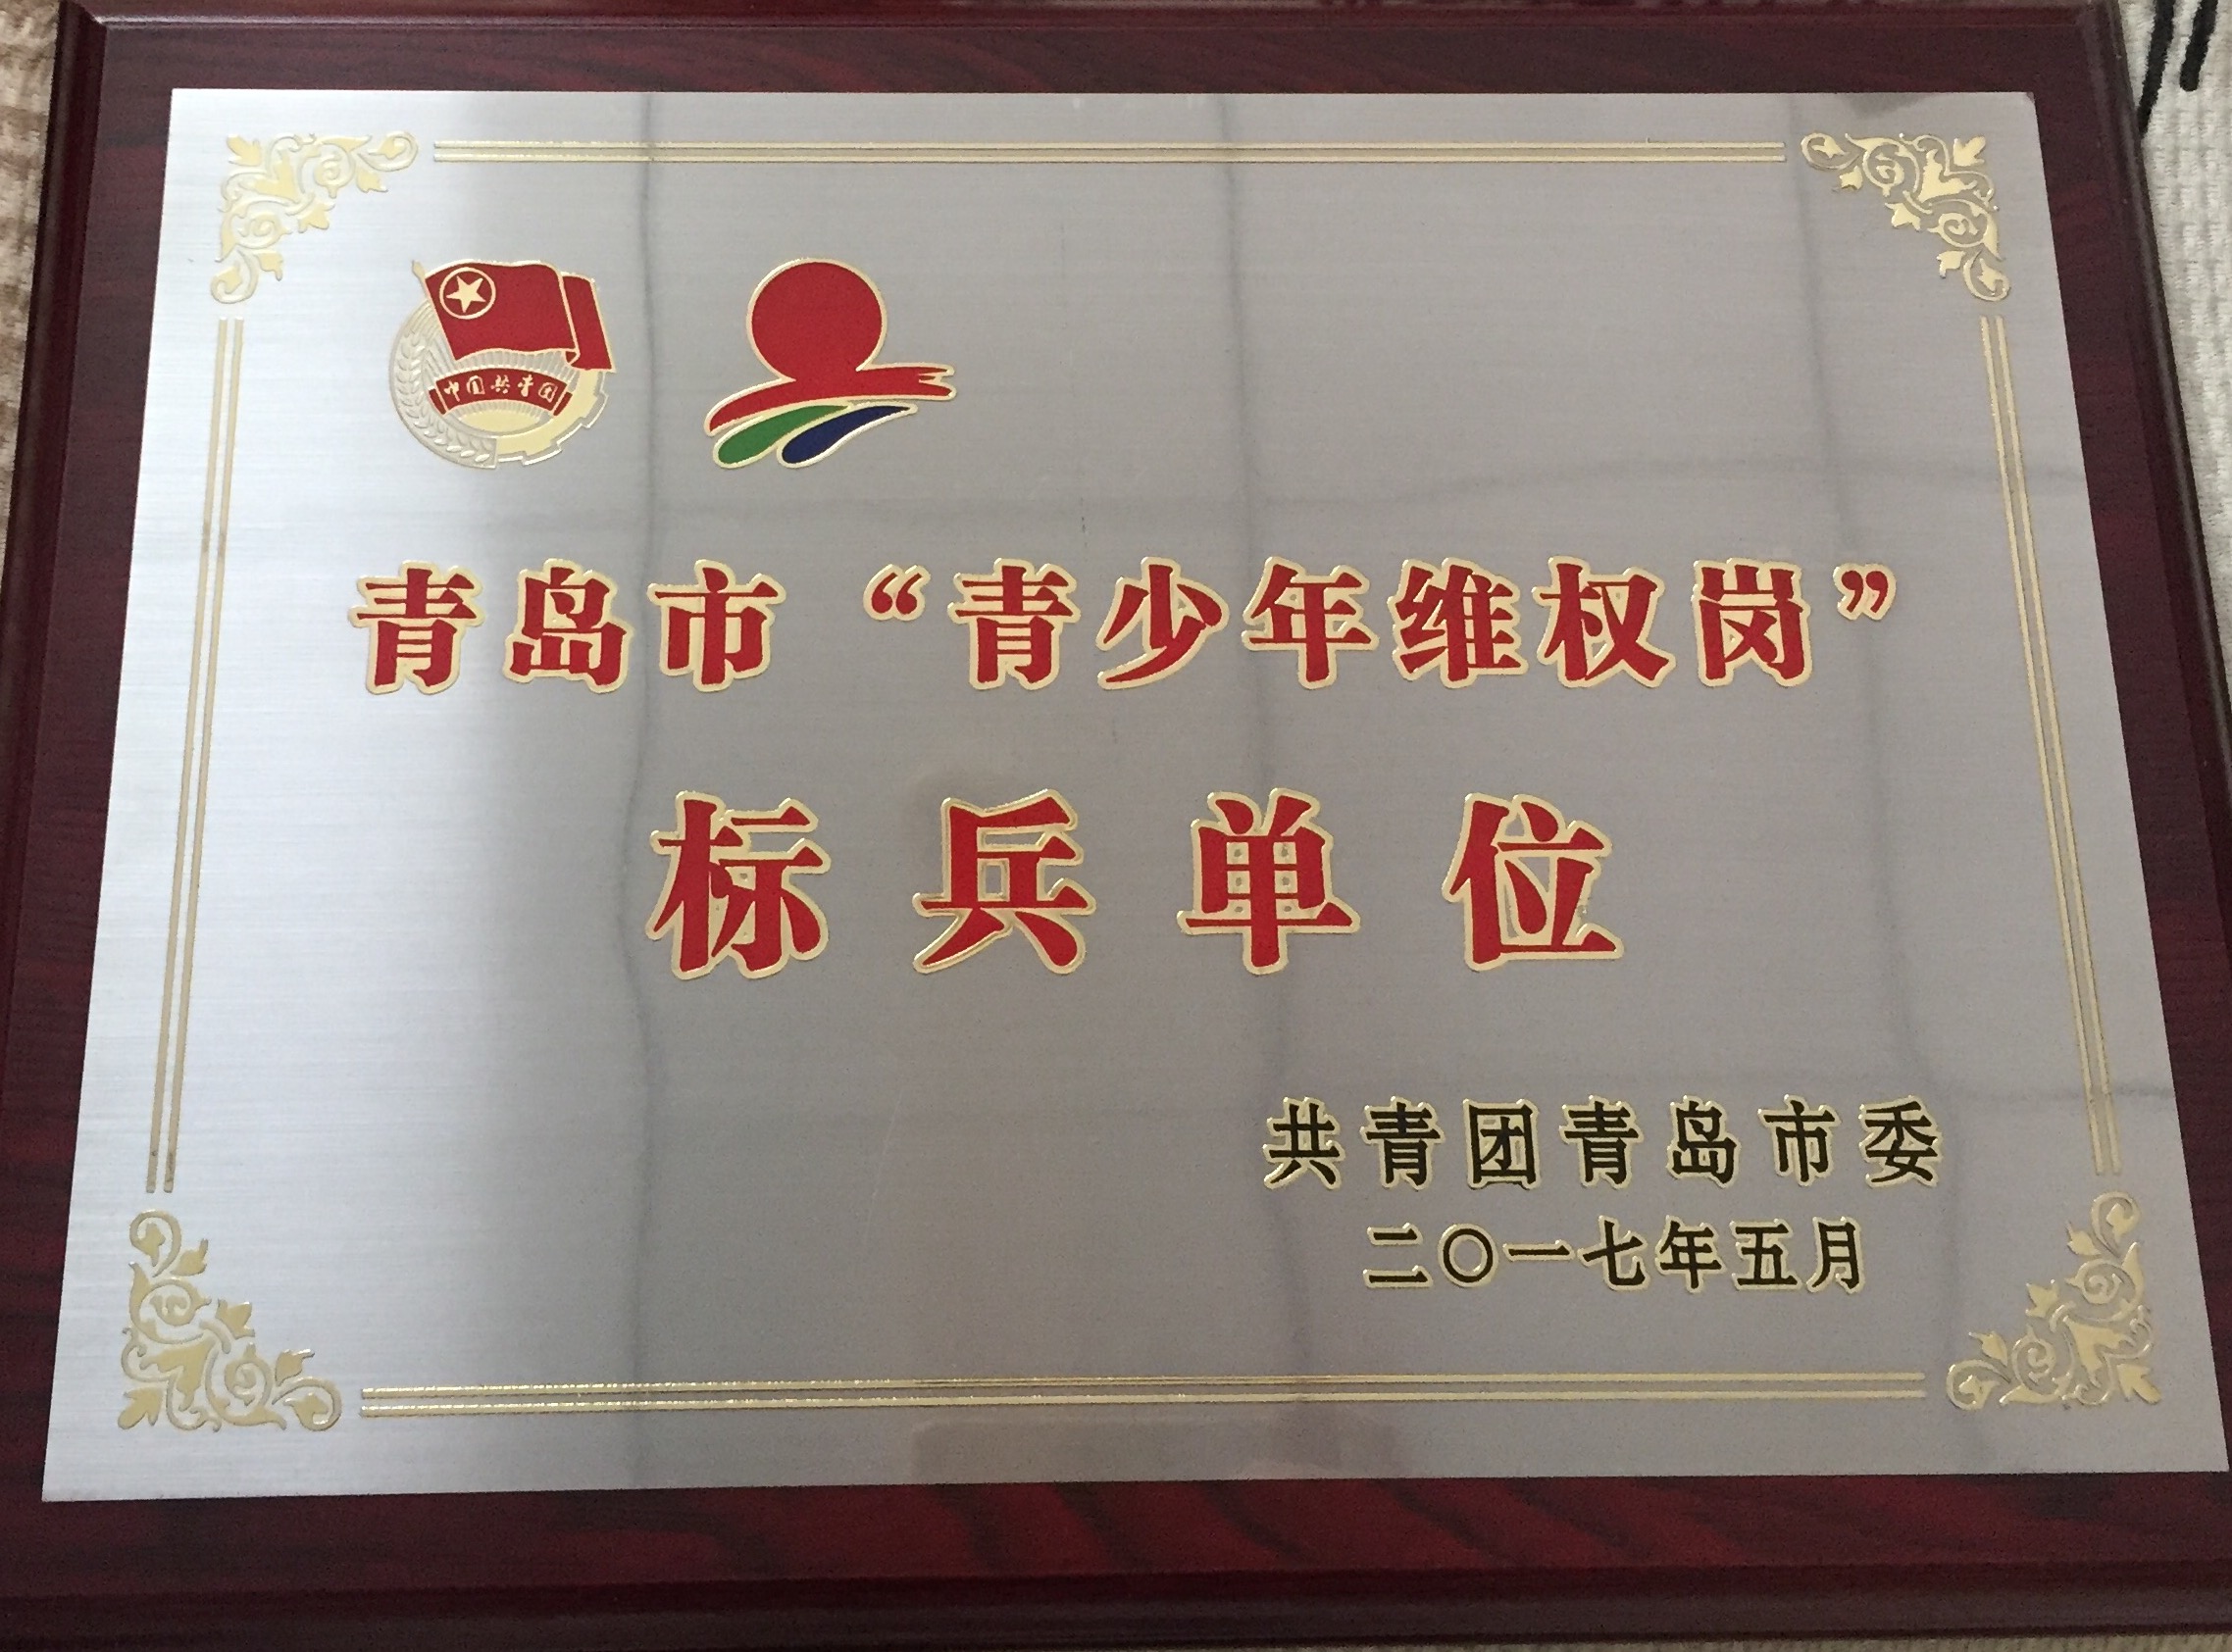 中国共青团
青岛市“青少年维权岗”
标兵单位
共青团青岛市委
二〇一七年五月